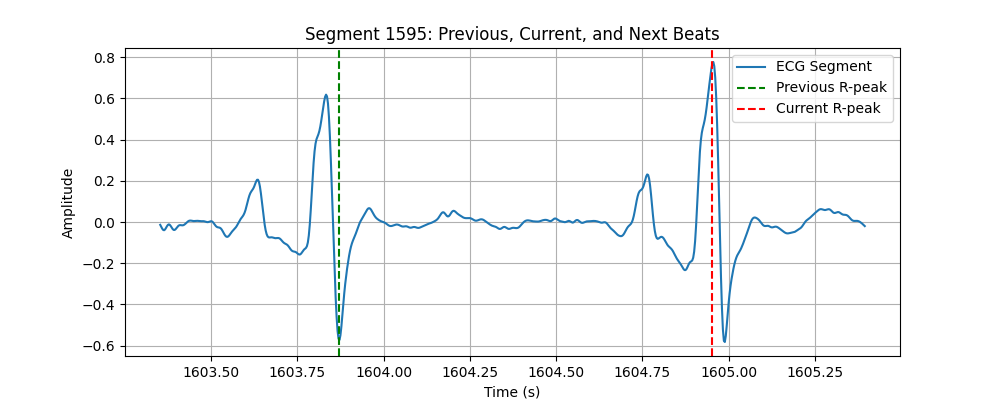 Segment 1595: Previous, Current, and Next Beats
ECG Segment
Previous R-peak
Current R-peak
Amplitude
0.8
0.6
0.4
0.2
0.0
−0.2
−0.4
−0.6
1603.50 1603.75 1604.00 1604.25 1604.50 1604.75 1605.00 1605.25
Time (s)